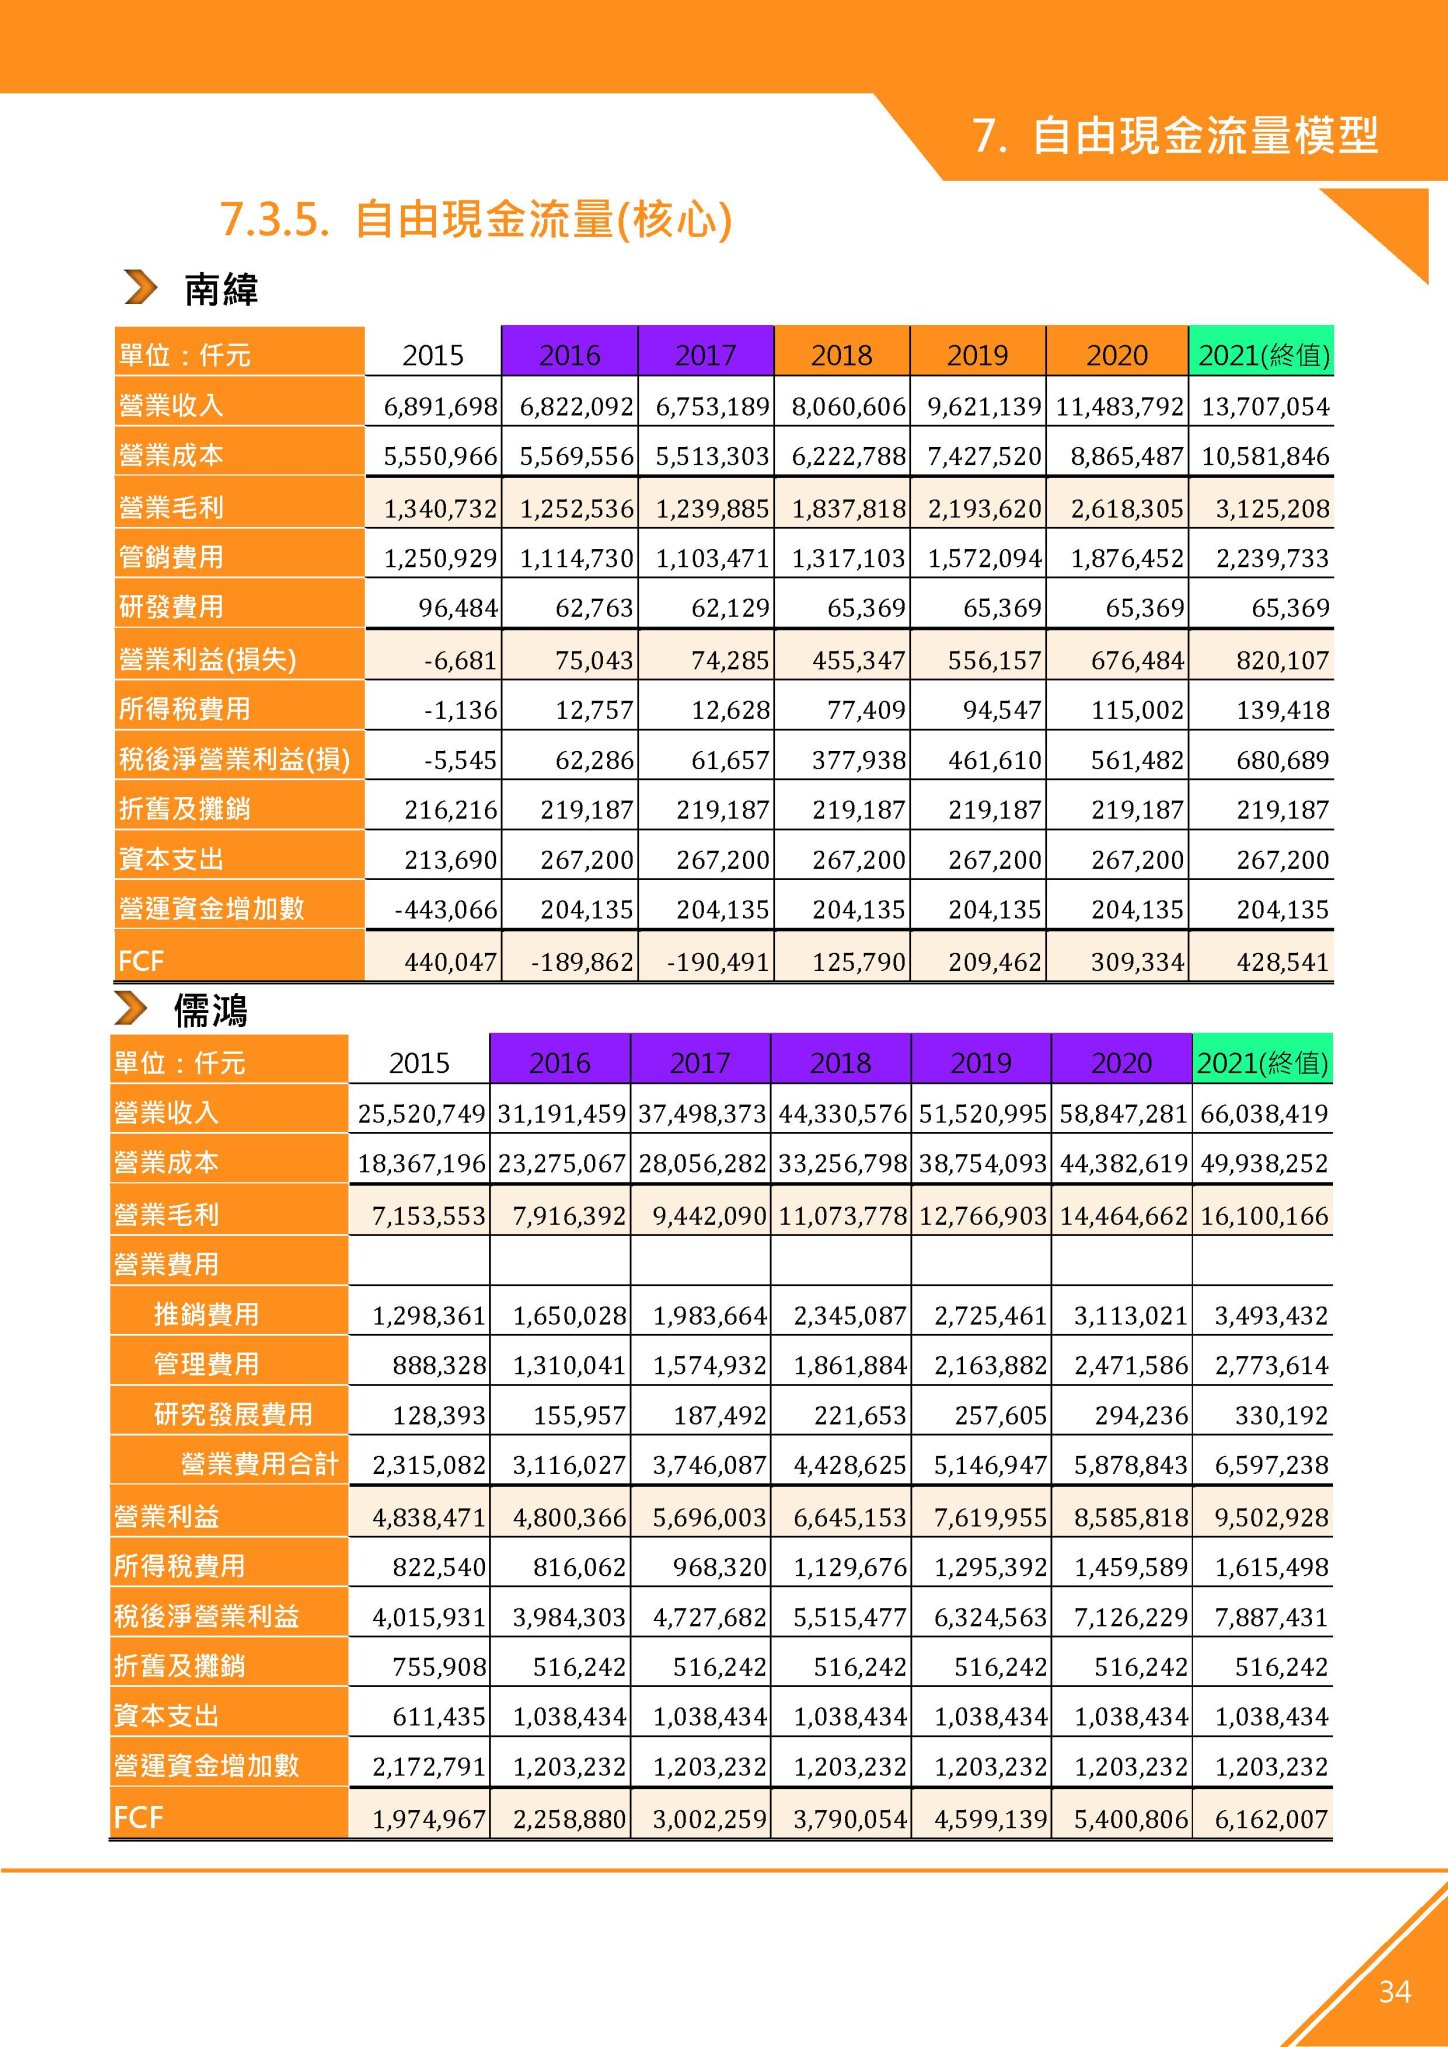 7. 自由現金流量模型
7.3.5. 自由現金流量(核心)
南緯
單位：仟元 2015 2016 2017 2018 2019 2020 2021(終值)
營業收入 6,891,698 6,822,092 6,753,189 8,060,606 9,621,139 11,483,792 13,707,054
營業成本 5,550,966 5,569,556 5,513,303 6,222,788 7,427,520 8,865,487 10,581,846
營業毛利 1,340,732 1,252,536 1,239,885 1,837,818 2,193,620 2,618,305 3,125,208
管銷費用 1,250,929 1,114,730 1,103,471 1,317,103 1,572,094 1,876,452 2,239,733
研發費用 96,484 62,763 62,129 65,369 65,369 65,369 65,369
營業利益(損失) -6,681 75,043 74,285 455,347 556,157 676,484 820,107
所得稅費用 -1,136 12,757 12,628 77,409 94,547 115,002 139,418
稅後淨營業利益(損) -5,545 62,286 61,657 377,938 461,610 561,482 680,689
折舊及攤銷 216,216 219,187 219,187 219,187 219,187 219,187 219,187
資本支出 213,690 267,200 267,200 267,200 267,200 267,200 267,200
營運資金增加數 -443,066 204,135 204,135 204,135 204,135 204,135 204,135
FCF 440,047 -189,862 -190,491 125,790 209,462 309,334 428,541
儒鴻
單位：仟元 2015 2016 2017 2018 2019 2020 2021(終值)
營業收入 25,520,749 31,191,459 37,498,373 44,330,576 51,520,995 58,847,281 66,038,419
營業成本 18,367,196 23,275,067 28,056,282 33,256,798 38,754,093 44,382,619 49,938,252
營業毛利 7,153,553 7,916,392 9,442,090 11,073,778 12,766,903 14,464,662 16,100,166
營業費用
推銷費用 1,298,361 1,650,028 1,983,664 2,345,087 2,725,461 3,113,021 3,493,432
管理費用 888,328 1,310,041 1,574,932 1,861,884 2,163,882 2,471,586 2,773,614
研究發展費用 128,393 155,957 187,492 221,653 257,605 294,236 330,192
營業費用合計 2,315,082 3,116,027 3,746,087 4,428,625 5,146,947 5,878,843 6,597,238
營業利益 4,838,471 4,800,366 5,696,003 6,645,153 7,619,955 8,585,818 9,502,928
所得稅費用 822,540 816,062 968,320 1,129,676 1,295,392 1,459,589 1,615,498
稅後淨營業利益 4,015,931 3,984,303 4,727,682 5,515,477 6,324,563 7,126,229 7,887,431
折舊及攤銷 755,908 516,242 516,242 516,242 516,242 516,242 516,242
資本支出 611,435 1,038,434 1,038,434 1,038,434 1,038,434 1,038,434 1,038,434
營運資金增加數 2,172,791 1,203,232 1,203,232 1,203,232 1,203,232 1,203,232 1,203,232
FCF 1,974,967 2,258,880 3,002,259 3,790,054 4,599,139 5,400,806 6,162,007
34